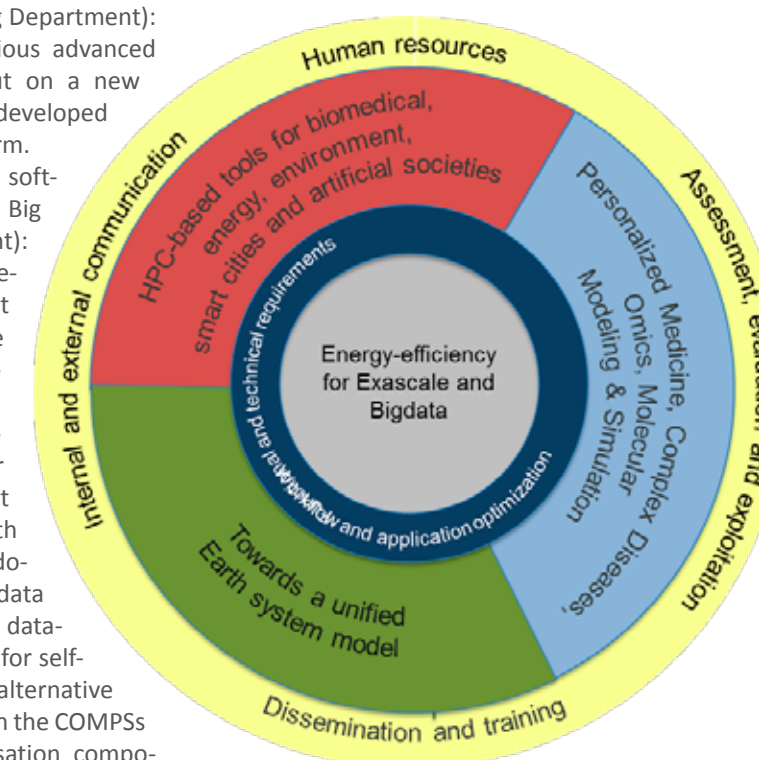 g Department):
ious advanced
ut on a new
developed
rm.
soft-
Big
nt):
e-
t
e
-
.
r
t
th
do-
data
data-
for self-
alternative
n the COMPSs
sation compo-
Human resources
Assessment, evaluation and exploitation
Dissemination and training
Internal and external communication
HPC-based tools for biomedical,
energy, environment,
smart cities and artificial societies
Personalized Medicine, Complex Diseases,
Omics, Molecular
Modeling & Simulation
Towards a unified
Earth system model
and technical requirements
and application optimization
Energy-efficiency
for Exascale and
Bigdata